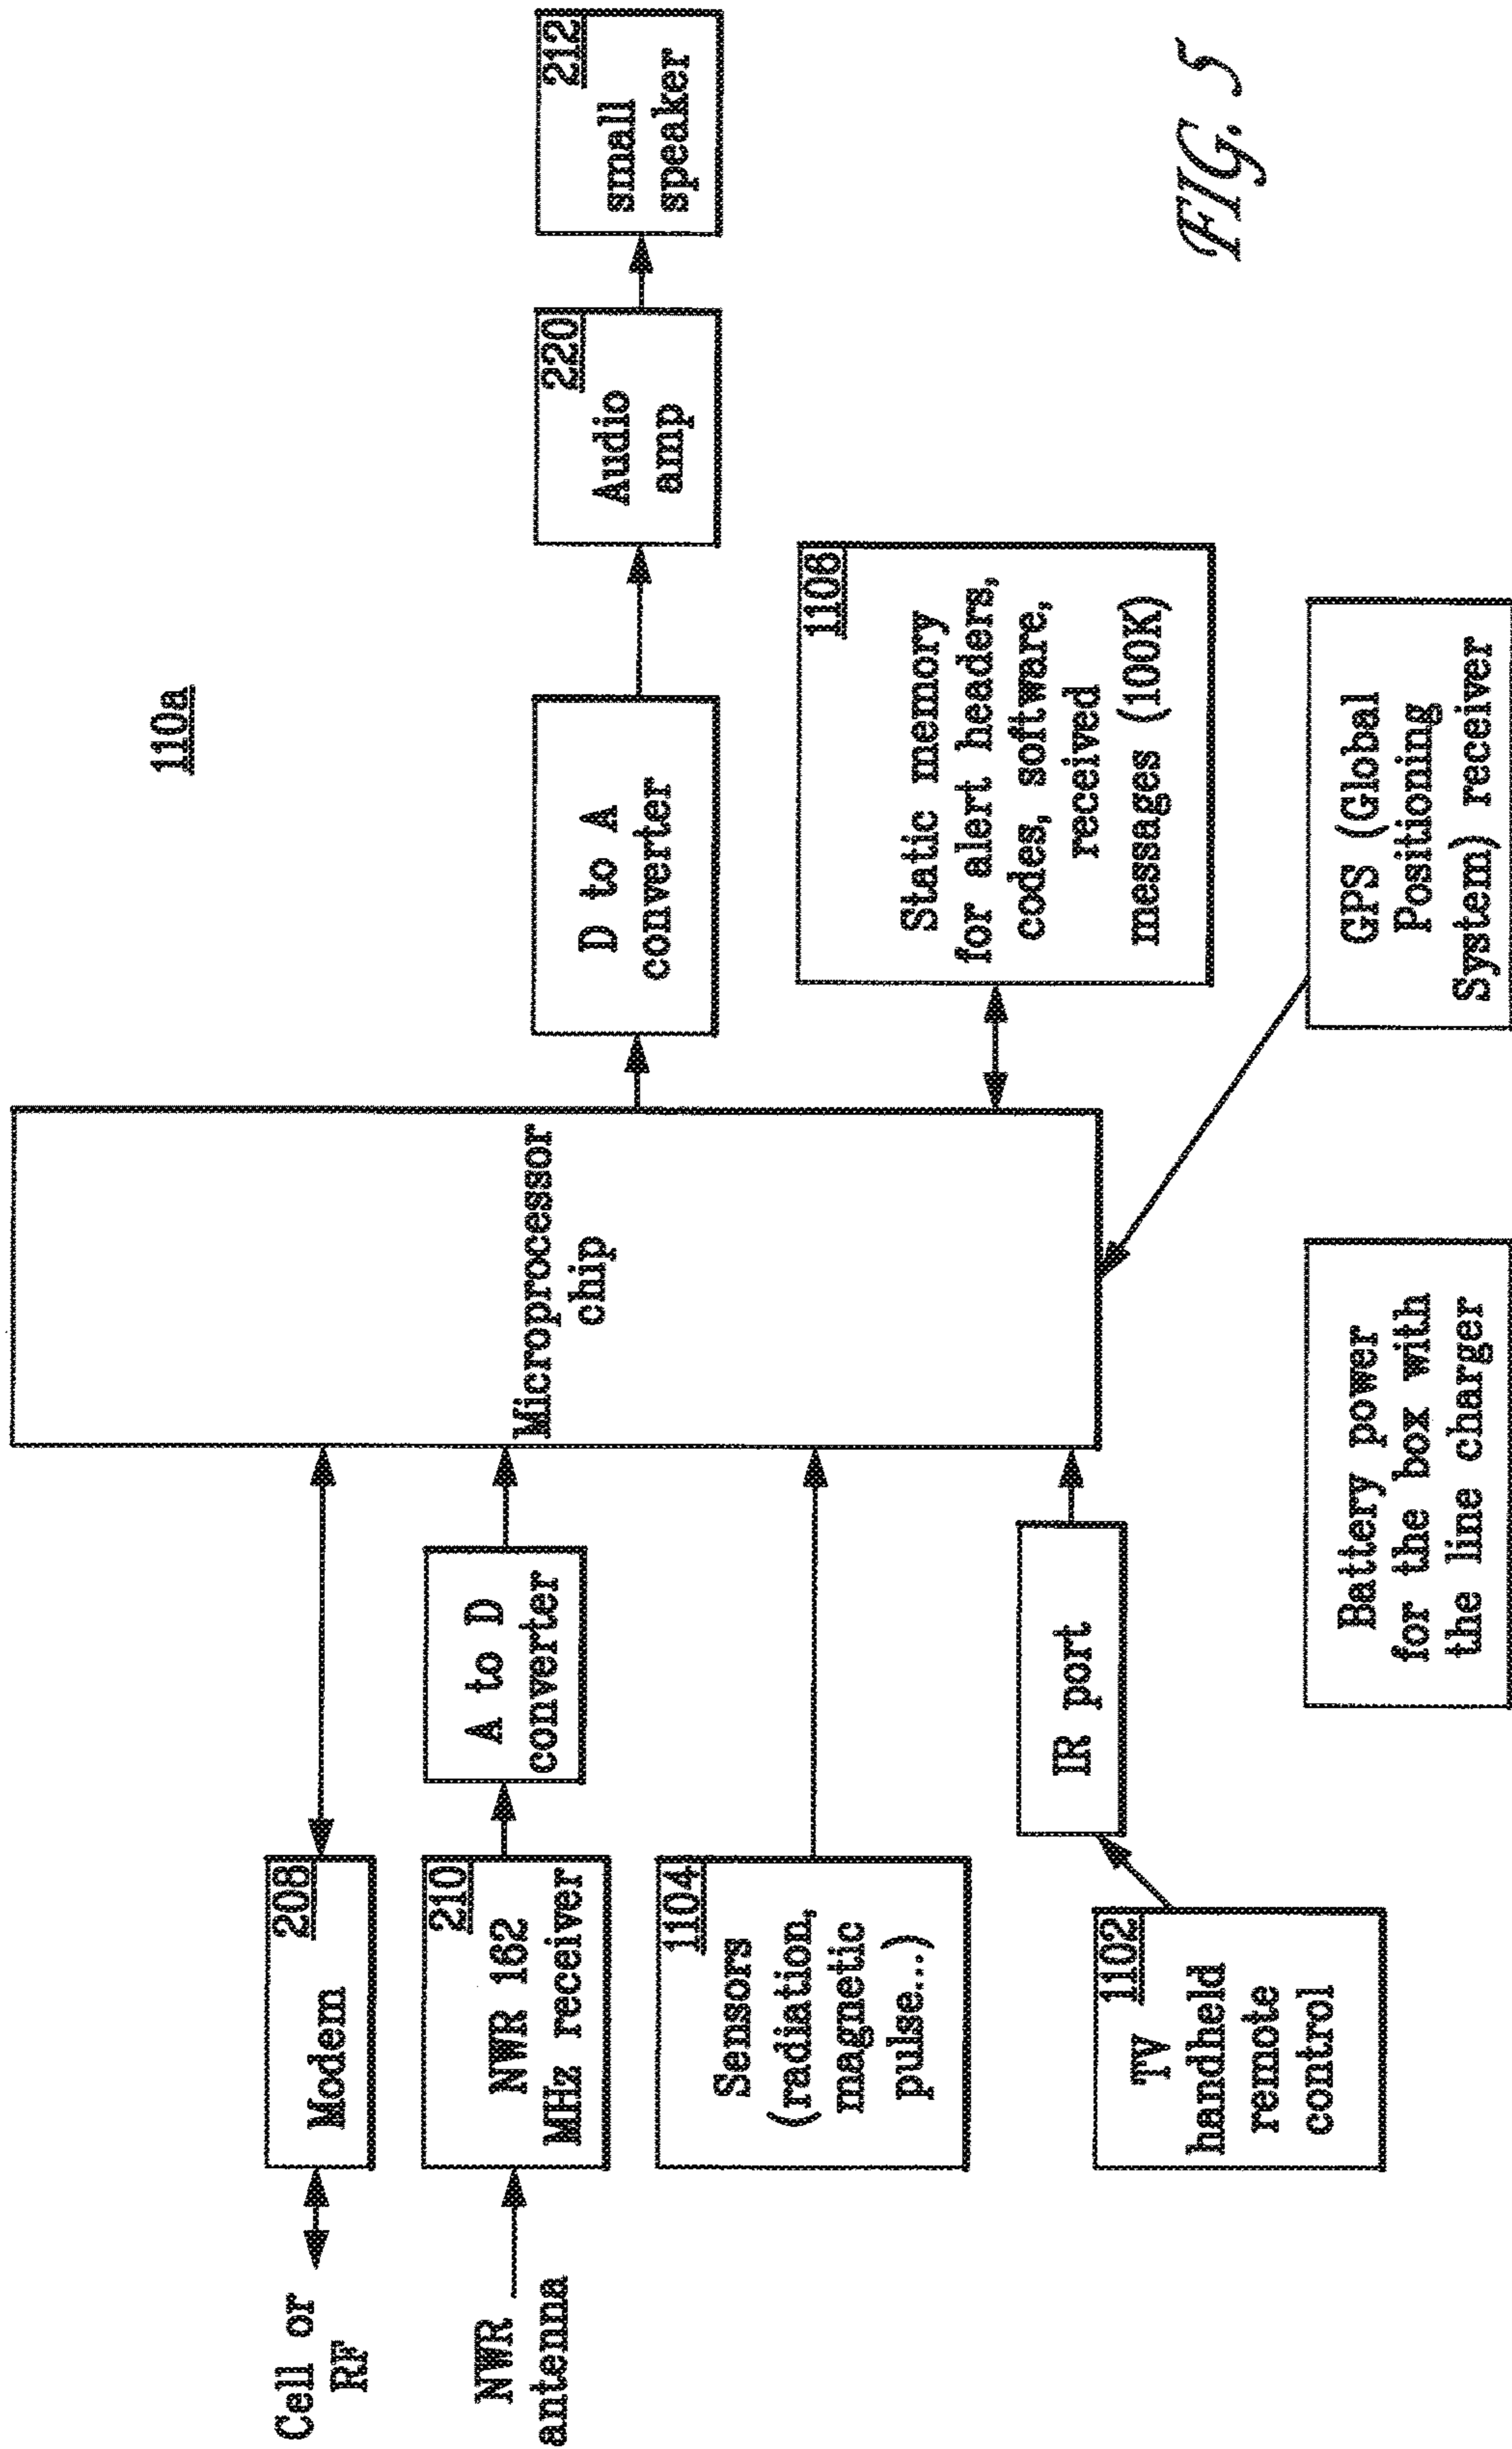 110a
Cell or
RF
208
Modem
NWR
antenna
210
NWR 162
MHz receiver
A to D
converter
1104
Sensors
(radiation,
magnetic
pulse...)
1102
TV
handheld
remote
control
IR port
Microprocessor
chip
D to A
converter
220
Audio
amp
212
small
speaker
1106
Static memory
for alert headers,
codes, software,
received
messages (100K)
Battery power
for the box with
the line charger
GPS (Global
Positioning
System) receiver
FIG. 5